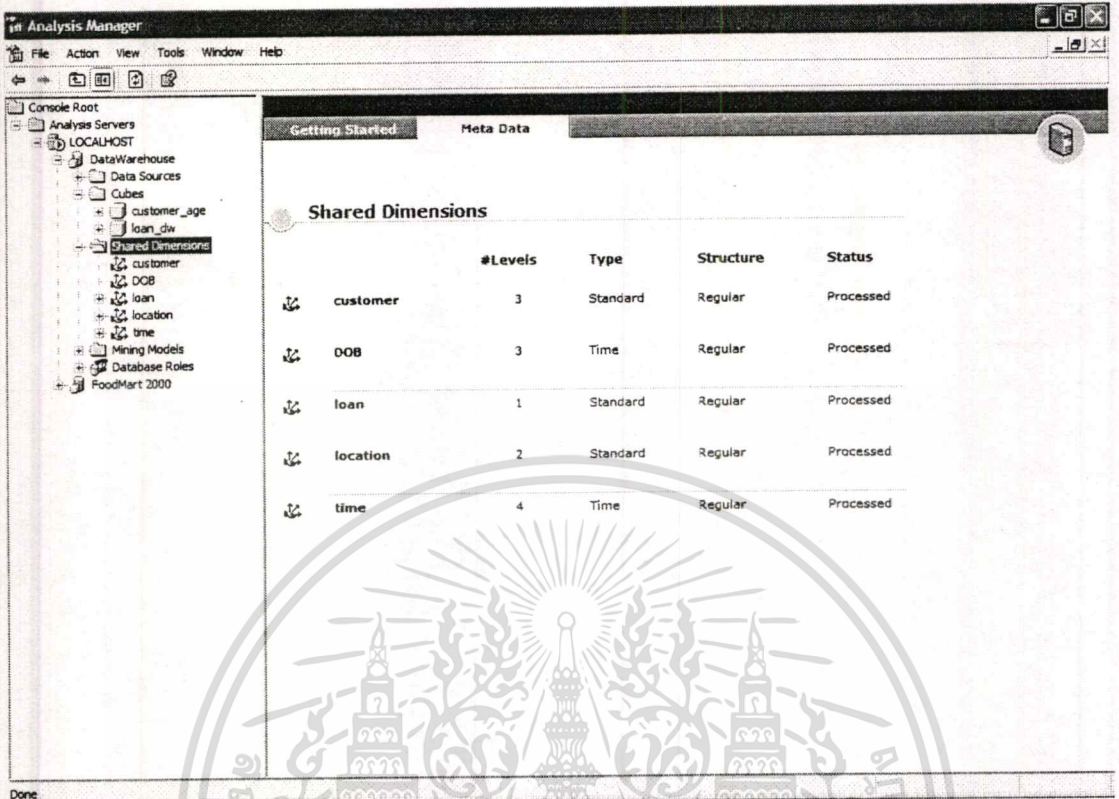 Analysis Manager
File Action View Tools Window Help
Console Root
Analysis Servers
LOCALHOST
DataWarehouse
Data Sources
Cubes
customer_age
loan_dw
Shared Dimensions
customer
DOB
loan
location
time
Mining Models
Database Roles
FoodMart 2000
Getting Started Meta Data
Shared Dimensions
#Levels Type Structure Status
customer 3 Standard Regular Processed
DOB 3 Time Regular Processed
loan 1 Standard Regular Processed
location 2 Standard Regular Processed
time 4 Time Regular Processed
Done